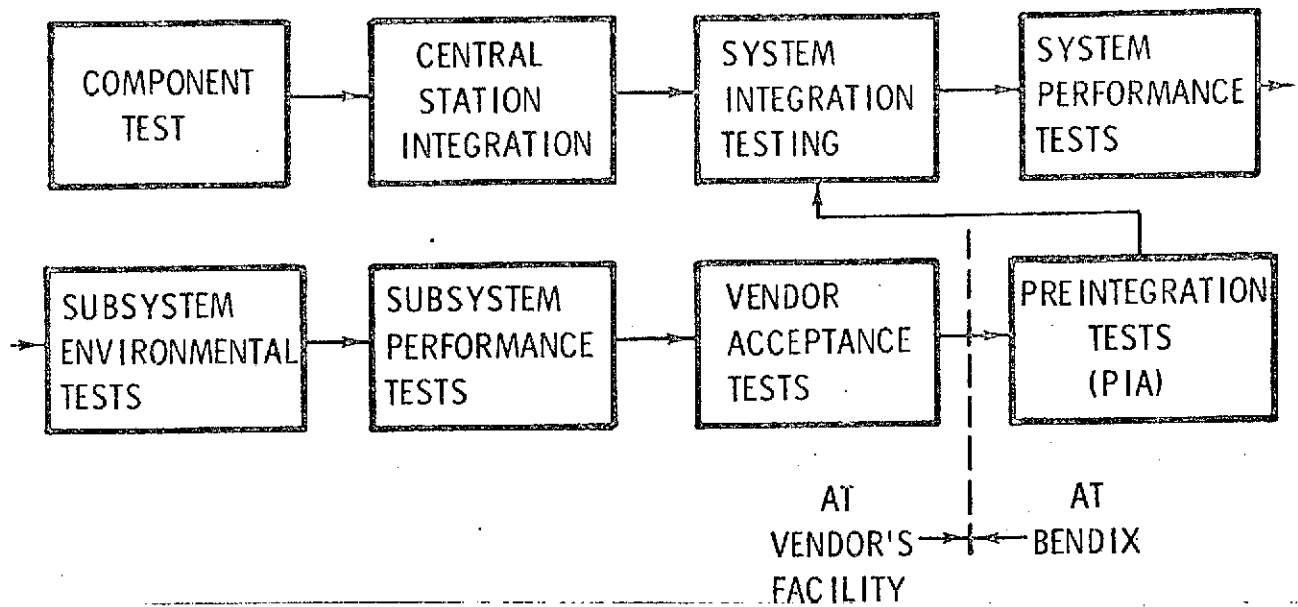 COMPONENT
TEST
CENTRAL
STATION
INTEGRATION
SYSTEM
INTEGRATION
TESTING
SYSTEM
PERFORMANCE
TESTS
SUBSYSTEM
ENVIRONMENTAL
TESTS
SUBSYSTEM
PERFORMANCE
TESTS
VENDOR
ACCEPTANCE
TESTS
PREINTEGRATION
TESTS
(PIA)
AT
VENDOR'S
FACILITY
AT
BENDIX